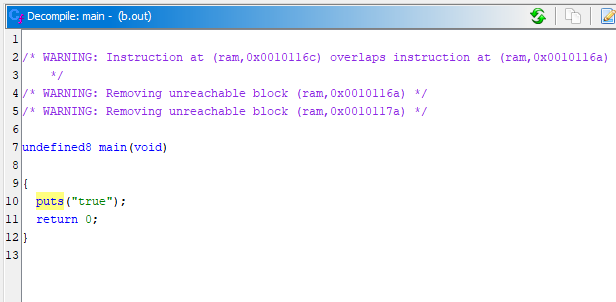 Decompile: main - (b.out)
1
2 /* WARNING: Instruction at (ram,0x0010116c) overlaps instruction at (ram,0x0010116a)
3 */
4 /* WARNING: Removing unreachable block (ram,0x0010116a) */
5 /* WARNING: Removing unreachable block (ram,0x0010117a) */
6
7 undefined8 main(void)
8
9 {
10 puts("true");
11 return 0;
12 }
13